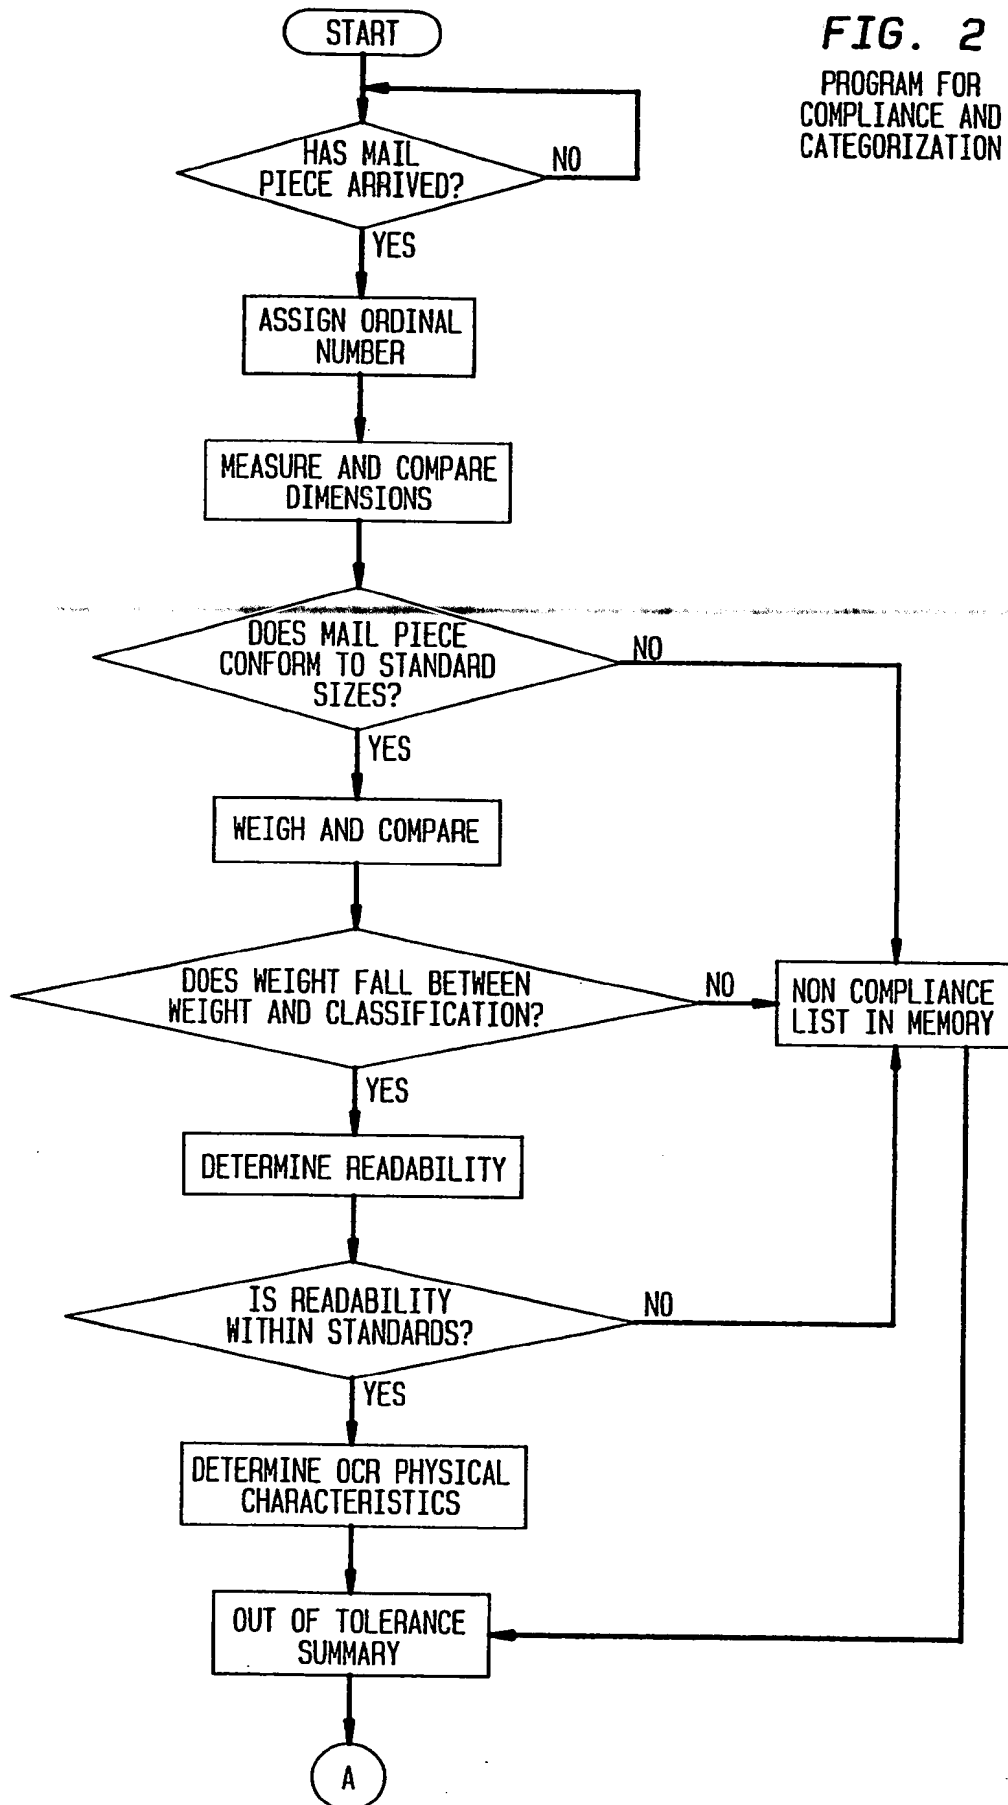 START
FIG. 2
PROGRAM FOR
COMPLIANCE AND
CATEGORIZATION
HAS MAIL
PIECE ARRIVED?
NO
YES
ASSIGN ORDINAL
NUMBER
MEASURE AND COMPARE
DIMENSIONS
DOES MAIL PIECE
CONFORM TO STANDARD
SIZES?
NO
YES
WEIGH AND COMPARE
DOES WEIGHT FALL BETWEEN
WEIGHT AND CLASSIFICATION?
NO
NON COMPLIANCE
LIST IN MEMORY
YES
DETERMINE READABILITY
IS READABILITY
WITHIN STANDARDS?
NO
YES
DETERMINE OCR PHYSICAL
CHARACTERISTICS
OUT OF TOLERANCE
SUMMARY
A